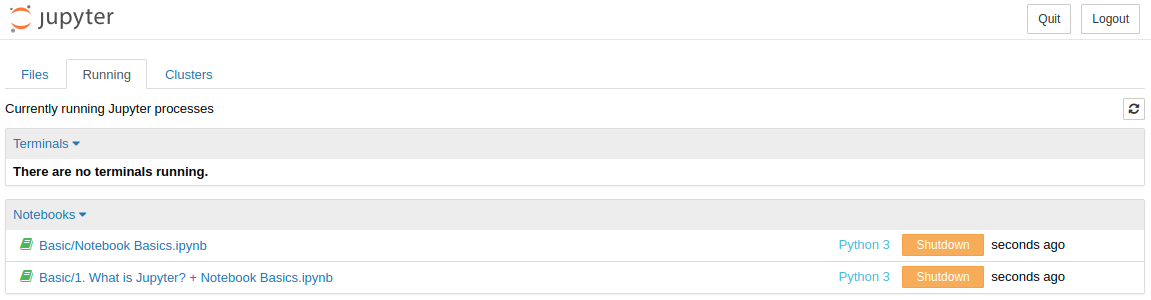 jupyter Quit Logout
Files Running Clusters
Currently running Jupyter processes
Terminals
There are no terminals running.
Notebooks
Basic/Notebook Basics.ipynb Python 3 Shutdown seconds ago
Basic/1. What is Jupyter? + Notebook Basics.ipynb Python 3 Shutdown seconds ago